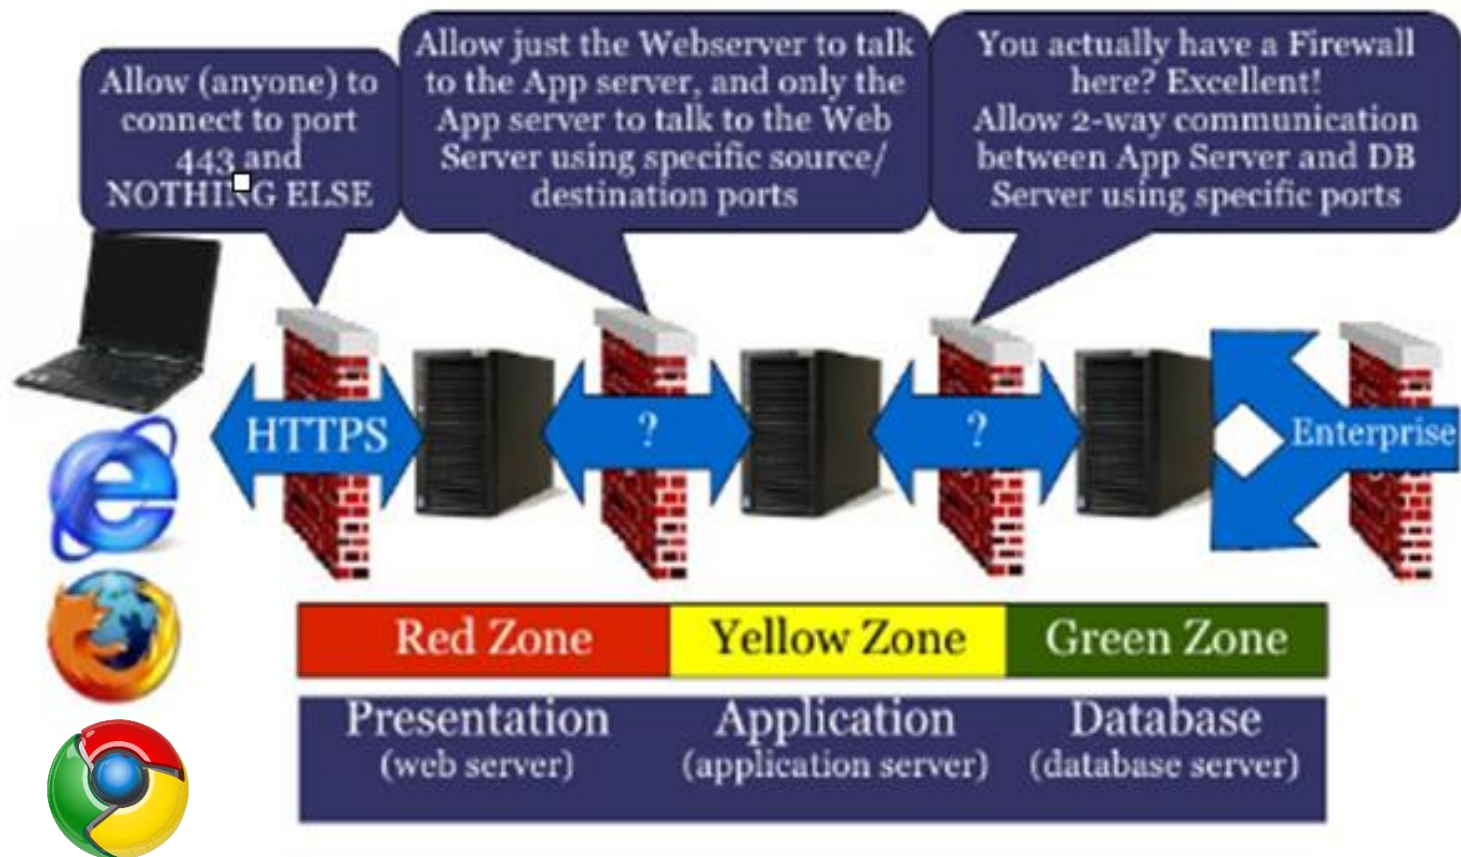 Allow (anyone) to
connect to port
443 and
NOTHING ELSE
Allow just the Webserver to talk
to the App server, and only the
App server to talk to the Web
Server using specific source/
destination ports
You actually have a Firewall
here? Excellent!
Allow 2-way communication
between App Server and DB
Server using specific ports
HTTPS
?
?
Enterprise
Red Zone
Yellow Zone
Green Zone
Presentation
(web server)
Application
(application server)
Database
(database server)